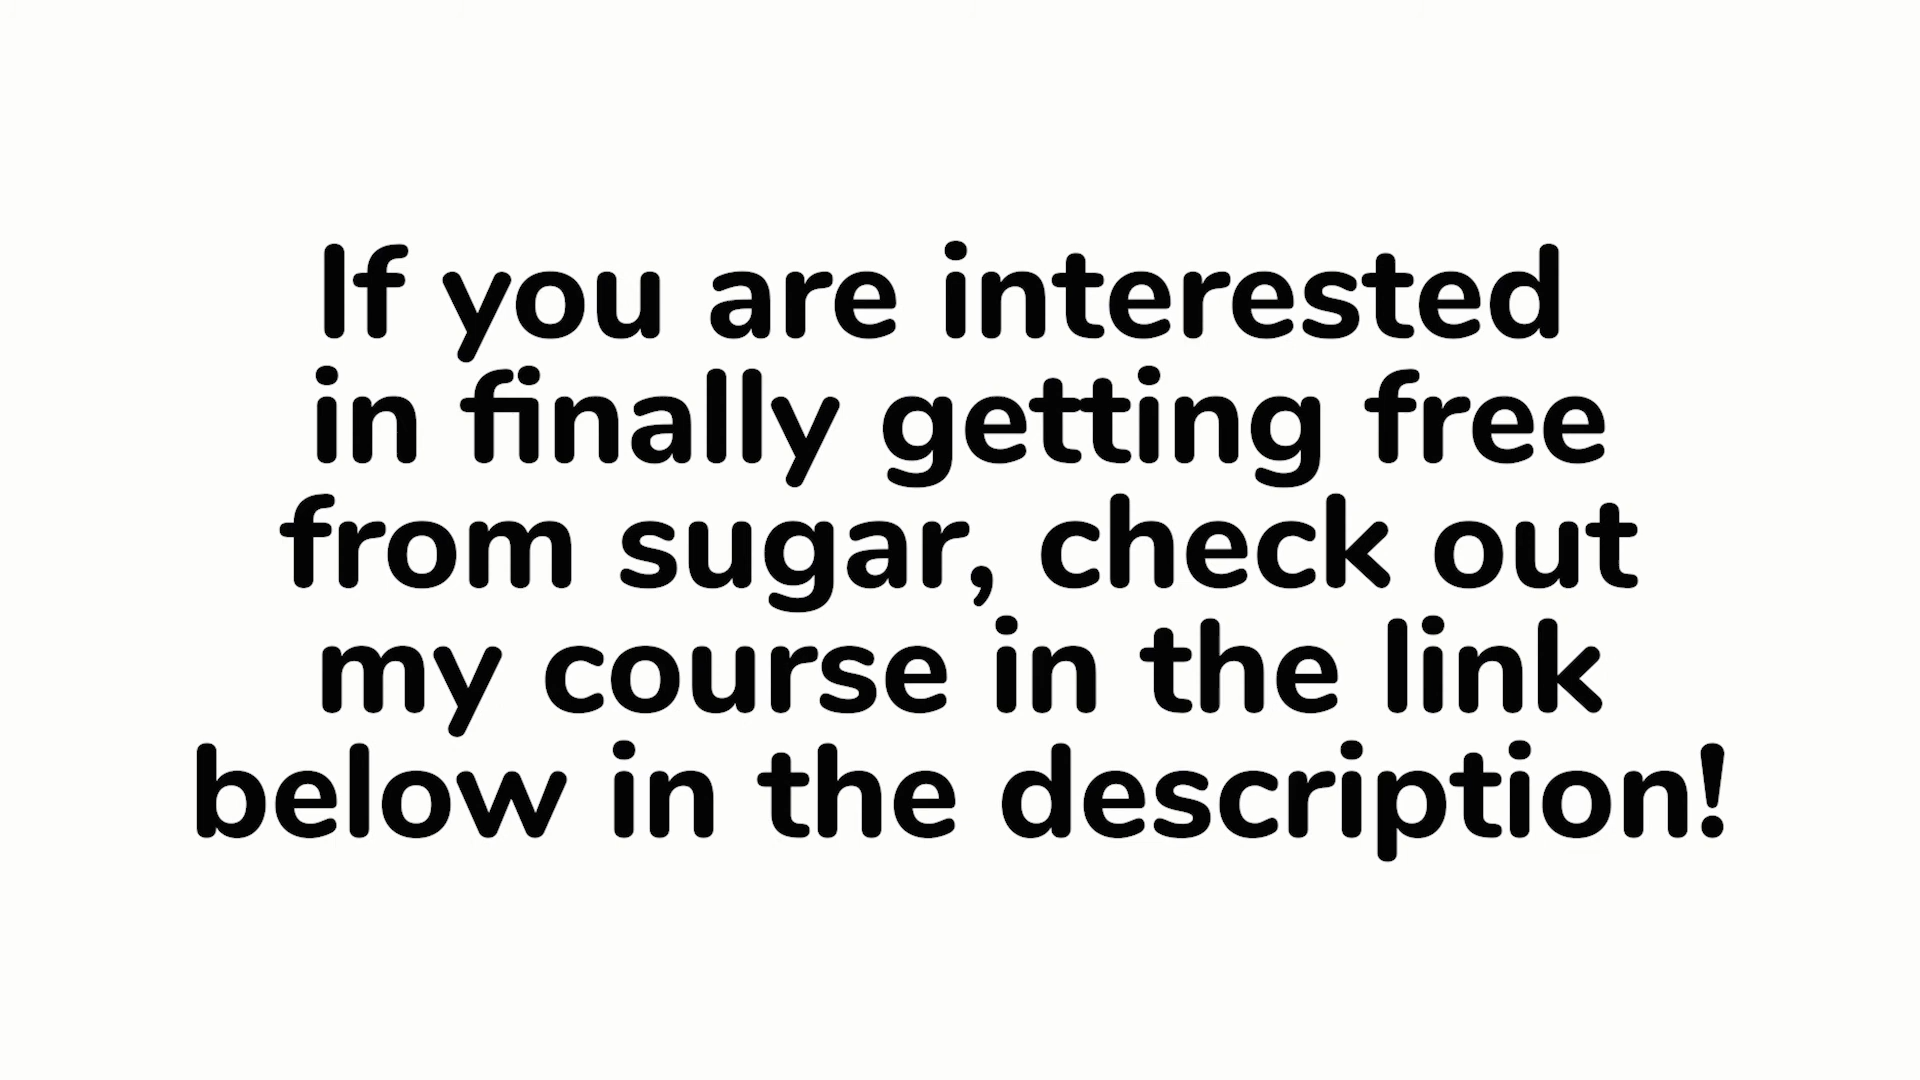 If you are interested
in finally getting free
from sugar, check out
my course in the link
below in the description!